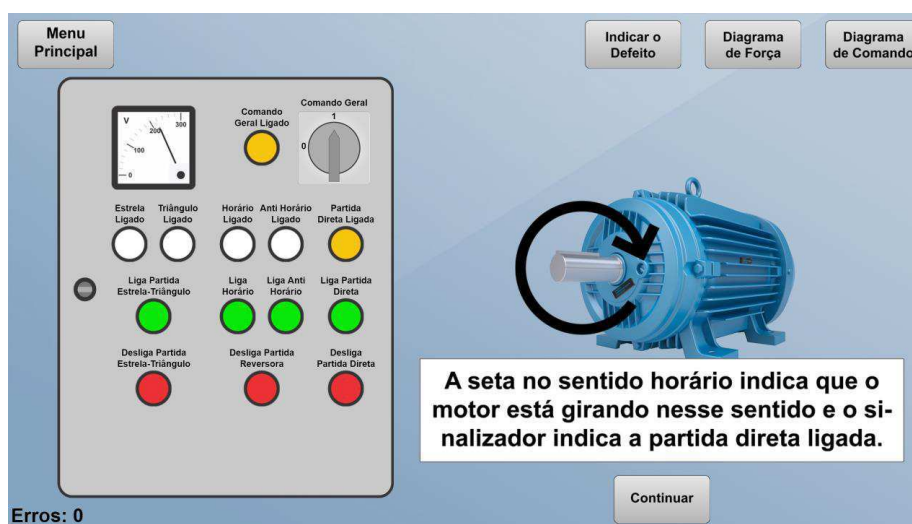 Menu
Principal
Indicar o
Defeito
Diagrama
de Força
Diagrama
de Comando
Comando
Geral Ligado
Comando Geral
1
0
V
0
100
200
300
Estrela
Ligado
Triângulo
Ligado
Horário
Ligado
Anti Horário
Ligado
Partida
Direta Ligada
Liga Partida
Estrela-Triângulo
Liga
Horário
Liga Anti
Horário
Liga Partida
Direta
Desliga Partida
Estrela-Triângulo
Desliga Partida
Reversora
Desliga
Partida Direta
A seta no sentido horário indica que o
motor está girando nesse sentido e o si-
nalizador indica a partida direta ligada.
Continuar
Erros: 0